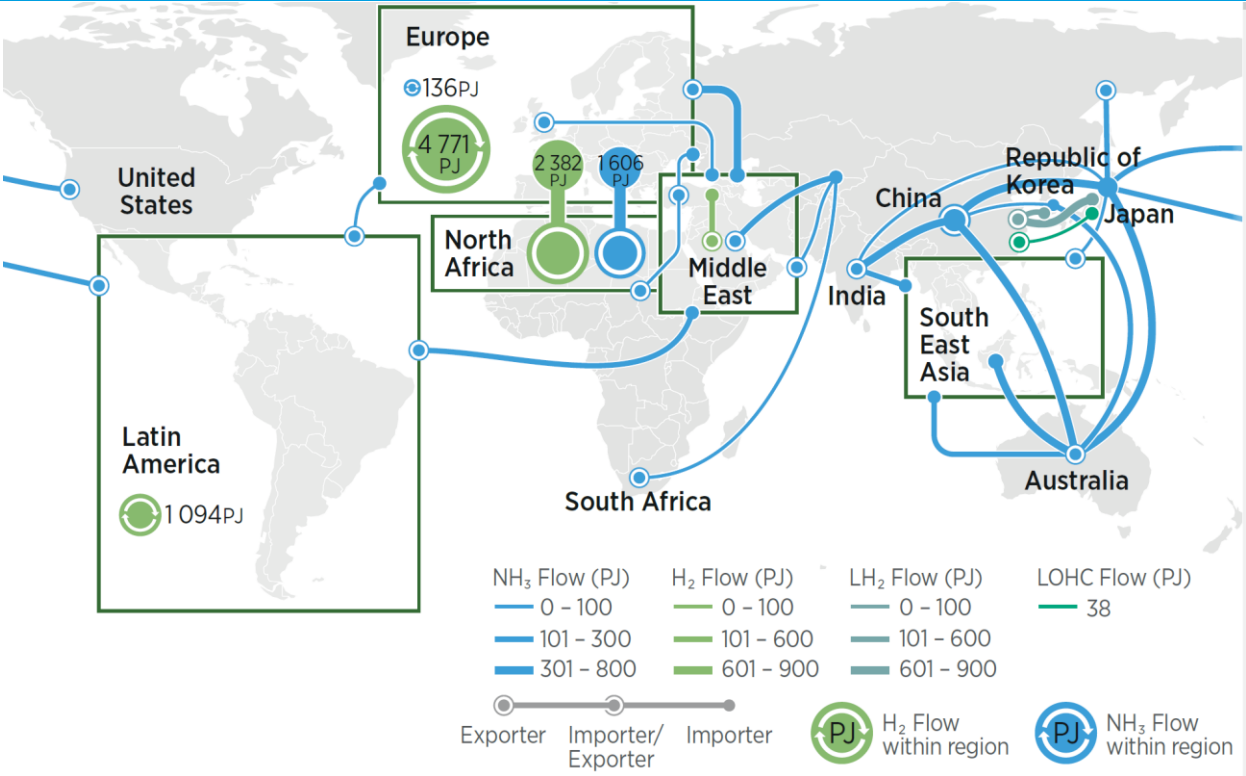 Europe
136PJ
4 771
PJ
2 382
PJ
1 606
PJ
United
States
North
Africa
Middle
East
China
Republic of
Korea
Japan
India
South
East
Asia
Latin
America
1 094PJ
South Africa
Australia
NH₃ Flow (PJ)
0 – 100
101 – 300
301 – 800
H₂ Flow (PJ)
0 – 100
101 – 600
601 – 900
LH₂ Flow (PJ)
0 – 100
101 – 600
601 – 900
LOHC Flow (PJ)
38
Exporter
Importer/
Exporter
Importer
PJ
H₂ Flow
within region
PJ
NH₃ Flow
within region